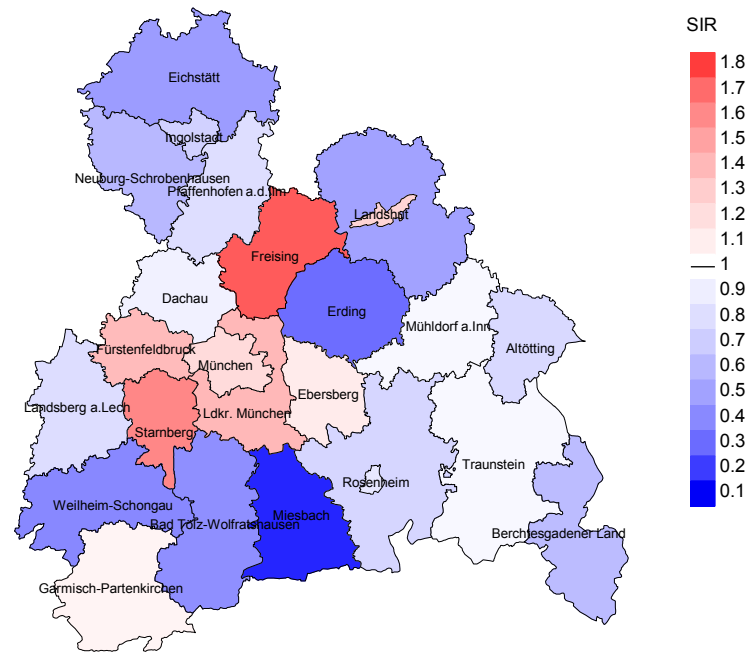 SIR
1.8
1.7
1.6
1.5
1.4
1.3
1.2
1.1
1
0.9
0.8
0.7
0.6
0.5
0.4
0.3
0.2
0.1
Eichstätt
Ingolstadt
Neuburg-Schrobenhausen
Pfaffenhofen a.d.Ilm
Landshut
Freising
Dachau
Erding
Mühldorf a.Inn
Altötting
Fürstenfeldbruck
München
Ebersberg
Landsberg a.Lech
Ldkr. München
Starnberg
Traunstein
Rosenheim
Weilheim-Schongau
Miesbach
Bad Tölz-Wolfratshausen
Berchtesgadener Land
Garmisch-Partenkirchen